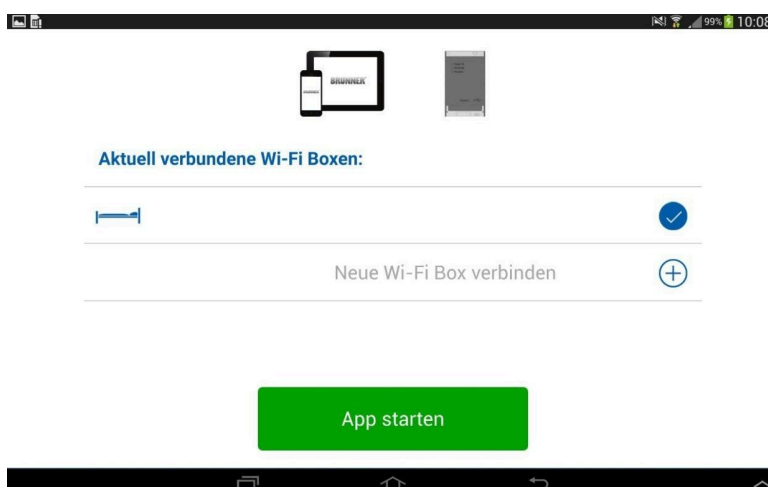 99% 10:08
BRUNNER
Aktuell verbundene Wi-Fi Boxen:
Neue Wi-Fi Box verbinden
App starten